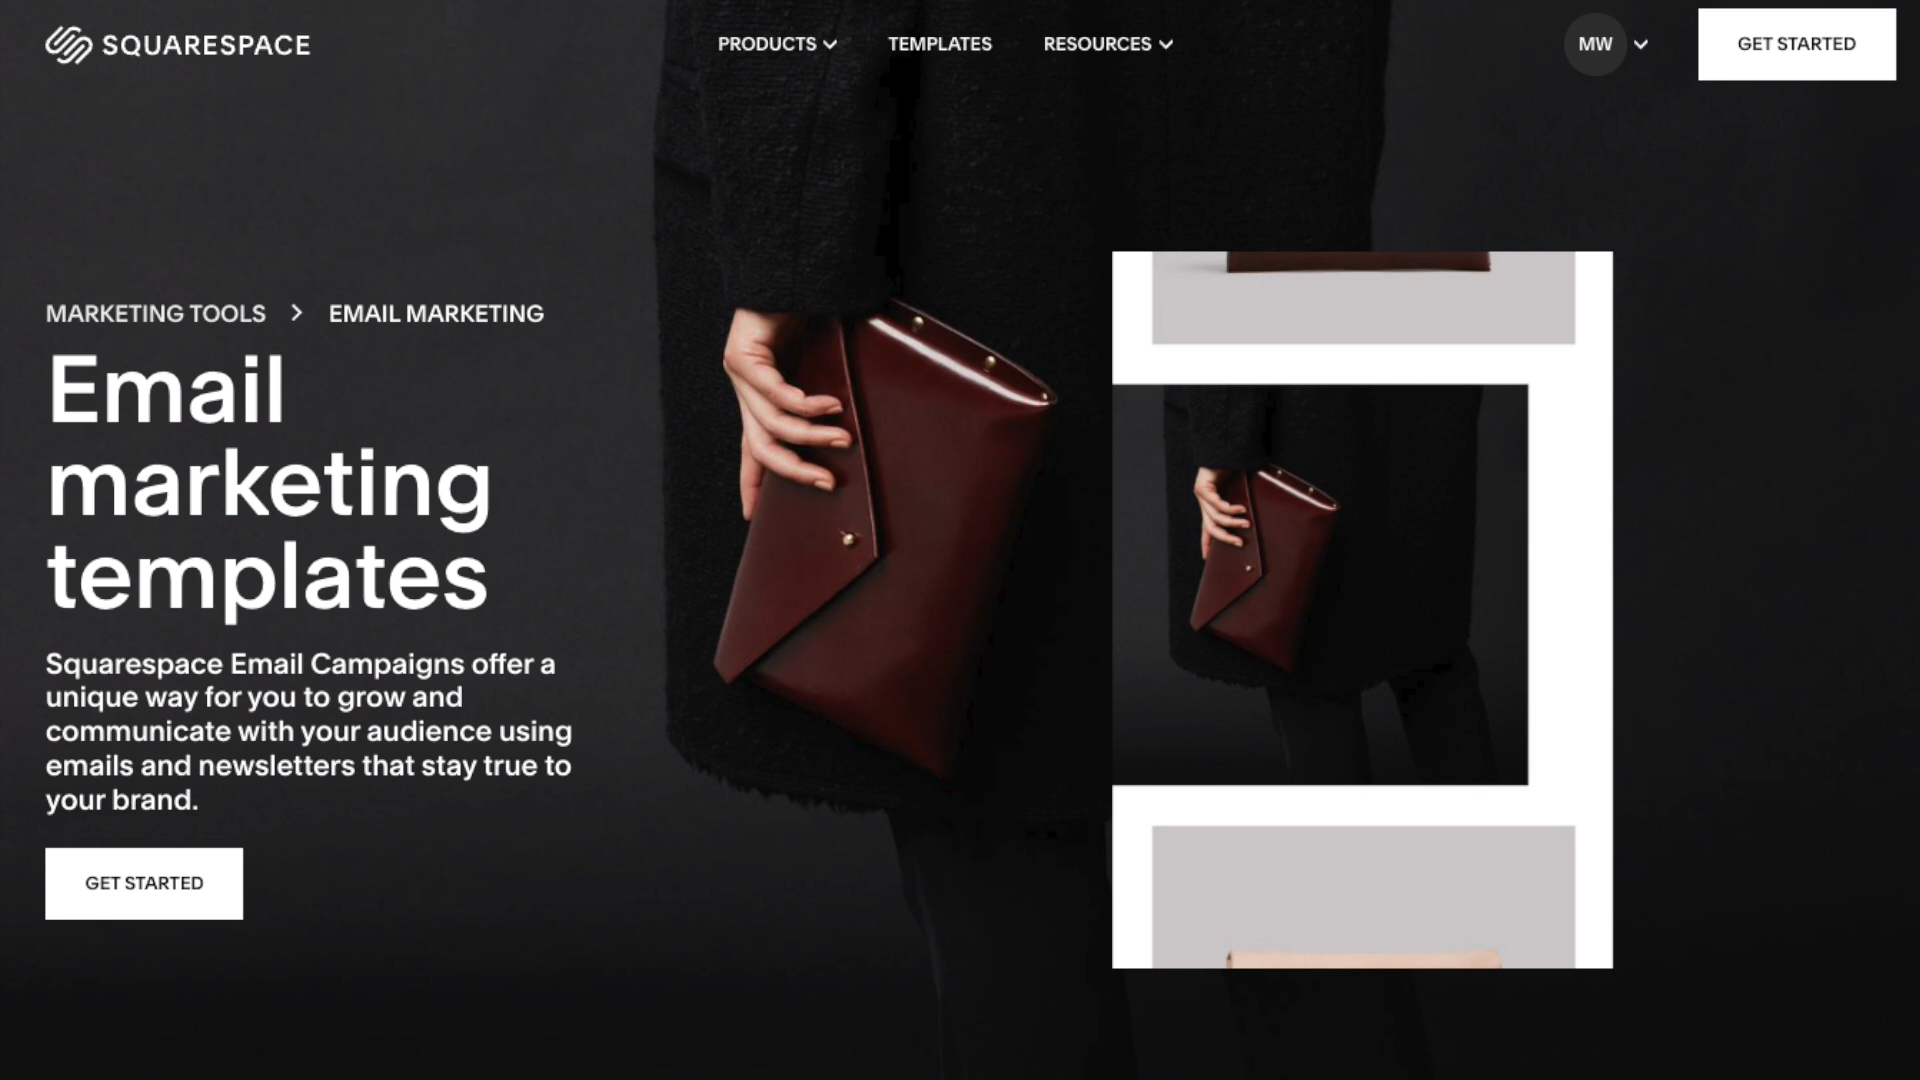 SQUARESPACE
PRODUCTS
TEMPLATES
RESOURCES
MW
GET STARTED
MARKETING TOOLS > EMAIL MARKETING
Email
marketing
templates
Squarespace Email Campaigns offer a
unique way for you to grow and
communicate with your audience using
emails and newsletters that stay true to
your brand.
GET STARTED